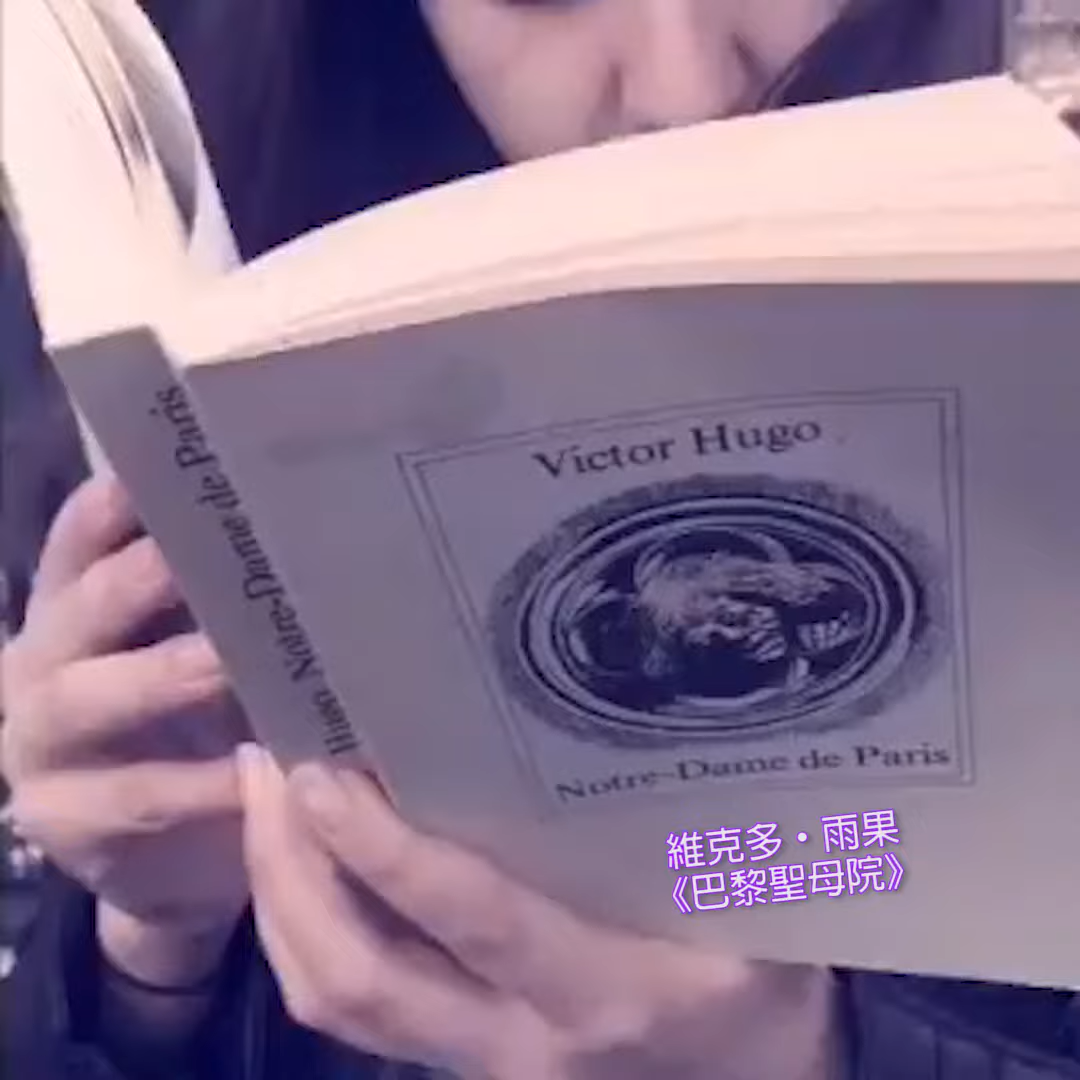 Hugo Notre-Dame de Paris
Victor Hugo
Notre-Dame de Paris
維克多・雨果
《巴黎聖母院》